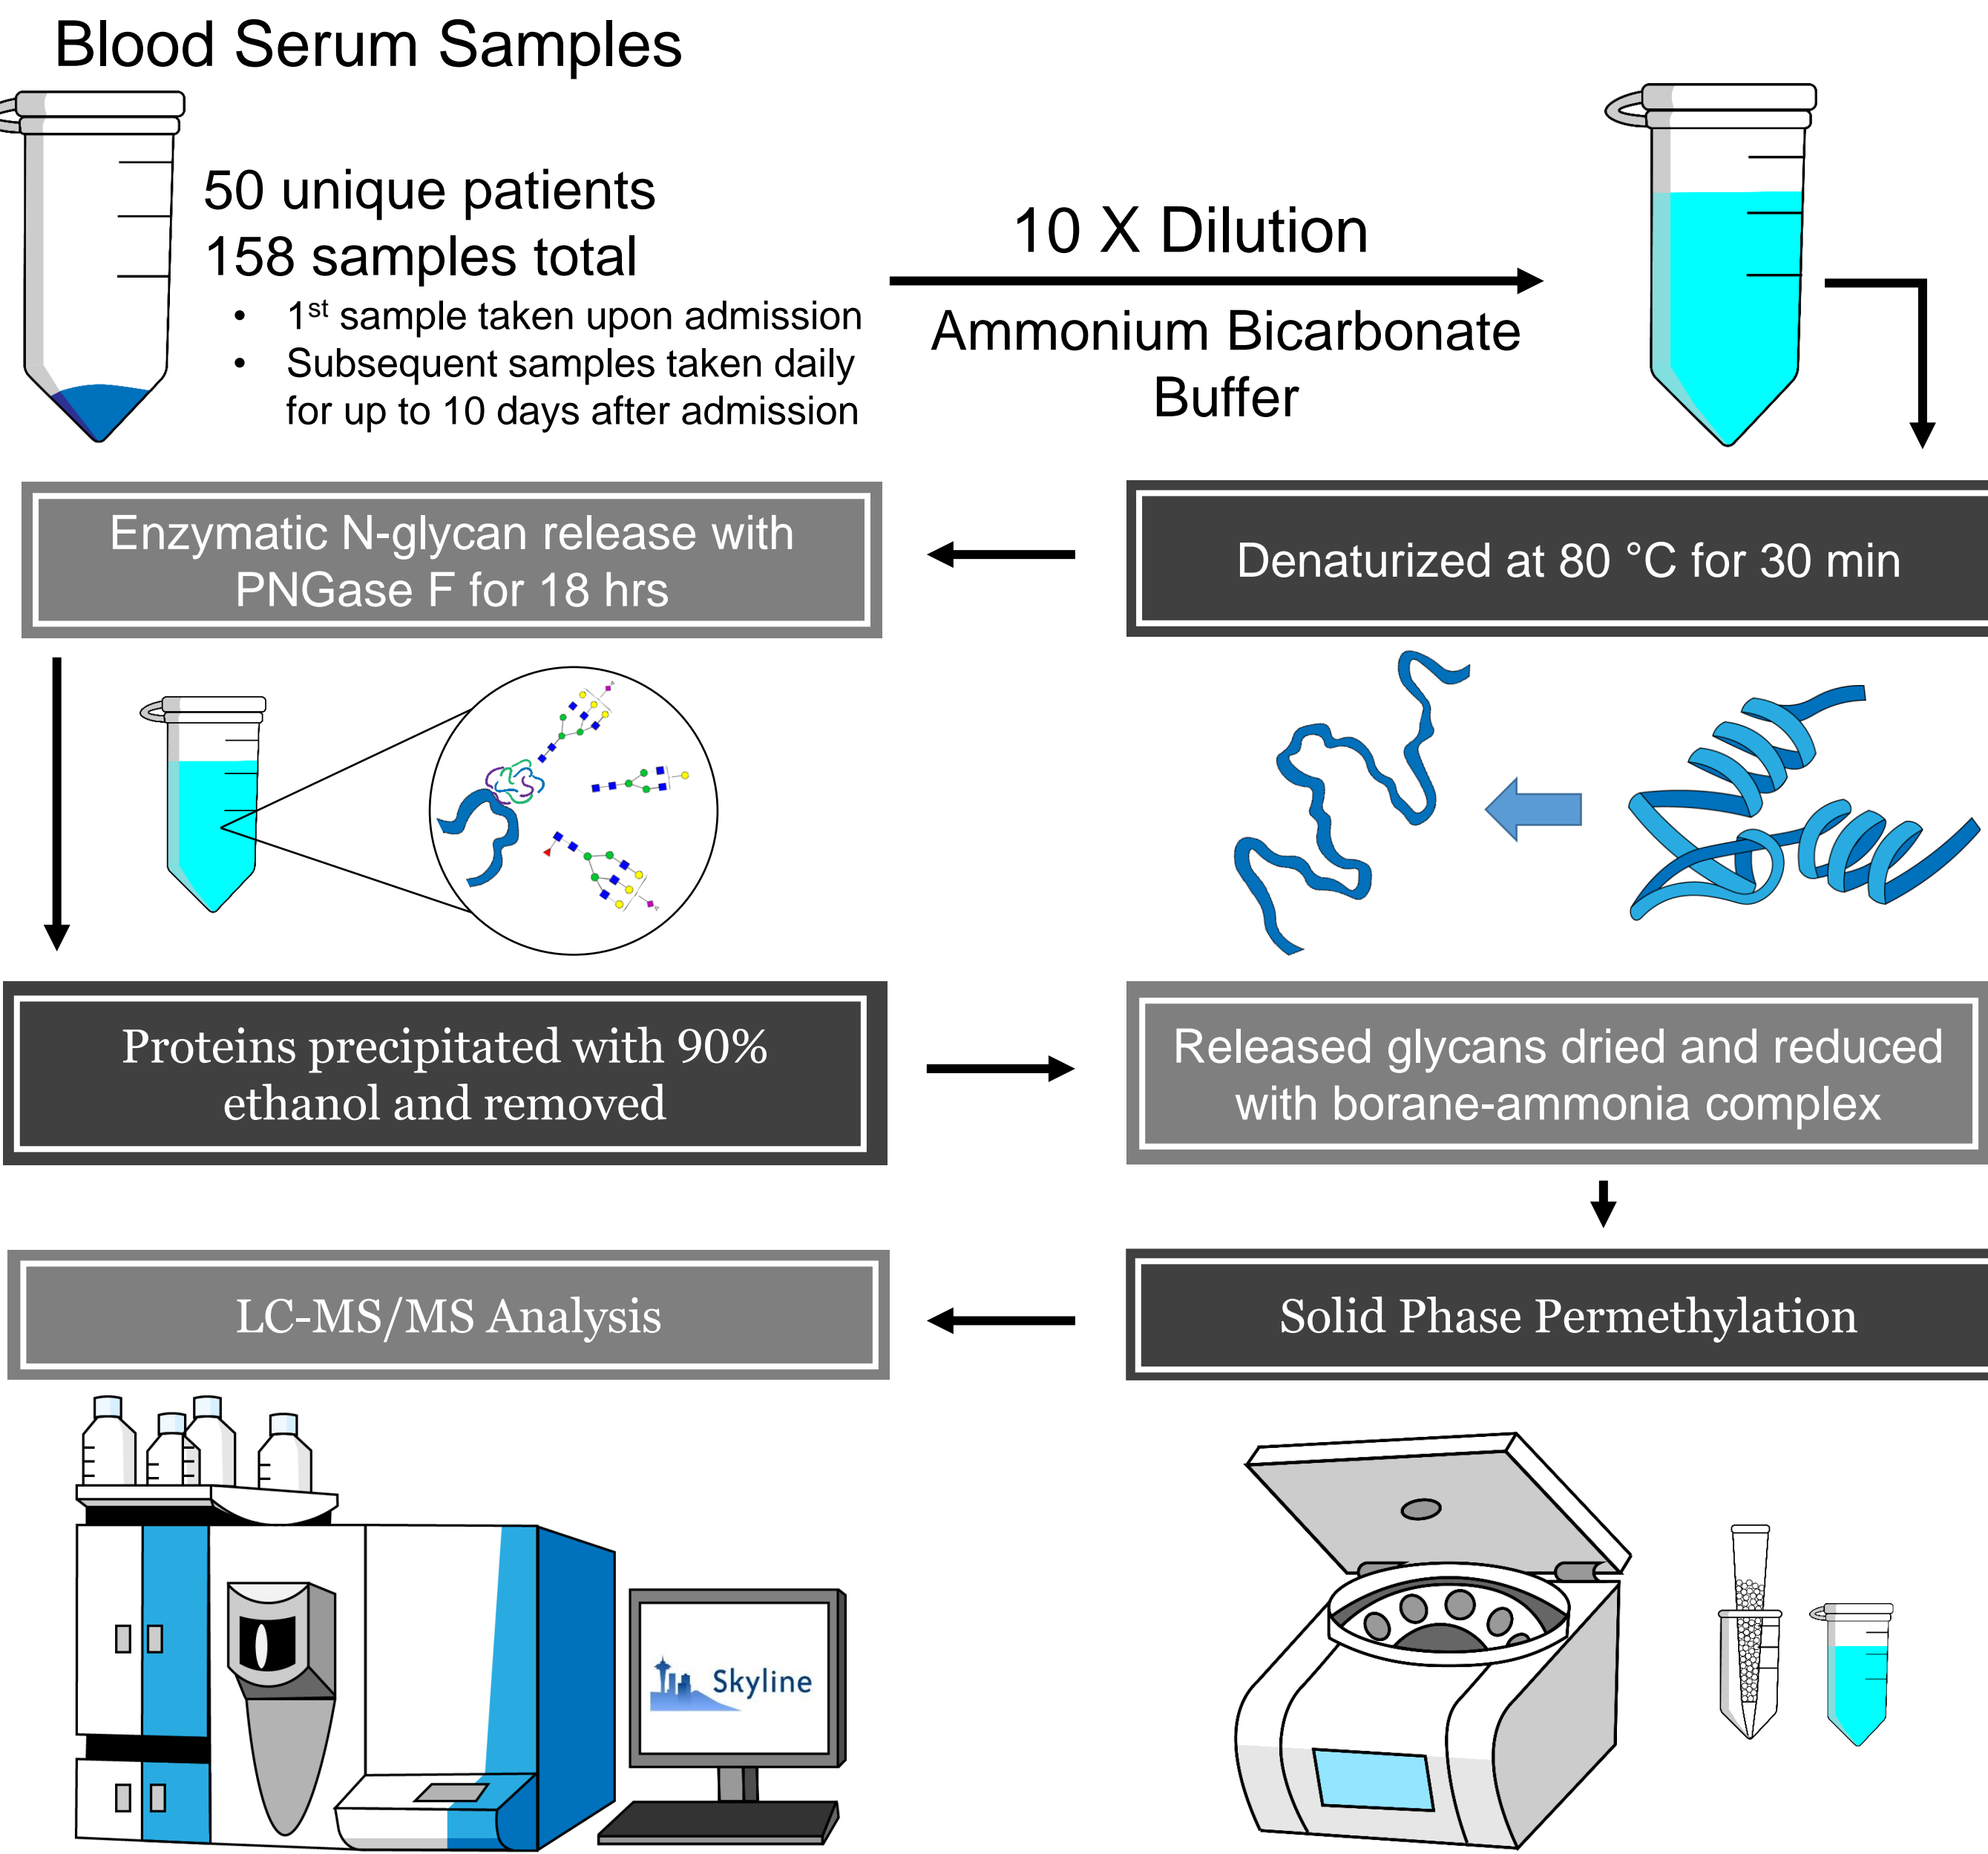 Blood Serum Samples
50 unique patients
158 samples total
• 1st sample taken upon admission
• Subsequent samples taken daily
for up to 10 days after admission
10 X Dilution
Ammonium Bicarbonate
Buffer
Denaturized at 80 °C for 30 min
Enzymatic N-glycan release with
PNGase F for 18 hrs
Proteins precipitated with 90%
ethanol and removed
Released glycans dried and reduced
with borane-ammonia complex
Solid Phase Permethylation
LC-MS/MS Analysis
Skyline